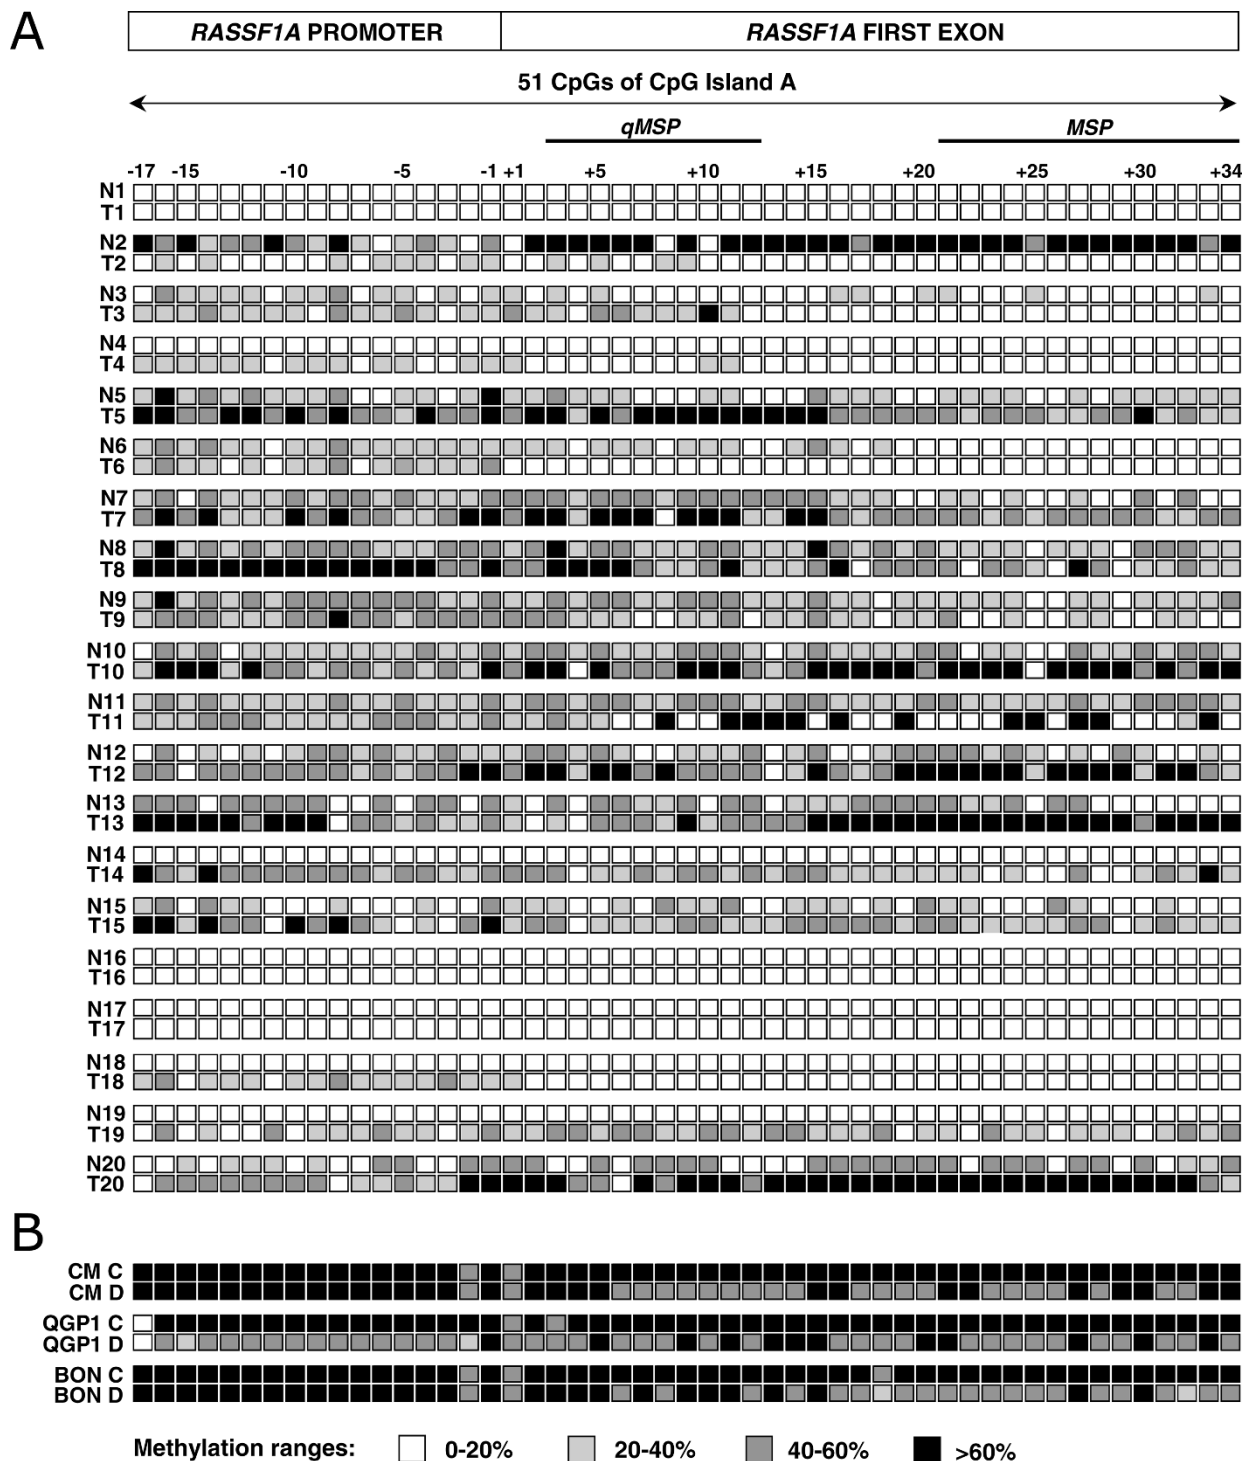 A
RASSF1A PROMOTER
RASSF1A FIRST EXON
51 CpGs of CpG Island A
qMSP
MSP
-17 -15 -10 -5 -1 +1 +5 +10 +15 +20 +25 +30 +34
N1
T1
N2
T2
N3
T3
N4
T4
N5
T5
N6
T6
N7
T7
N8
T8
N9
T9
N10
T10
N11
T11
N12
T12
N13
T13
N14
T14
N15
T15
N16
T16
N17
T17
N18
T18
N19
T19
N20
T20
B
CM C
CM D
QGP1 C
QGP1 D
BON C
BON D
Methylation ranges: 0-20% 20-40% 40-60% >60%